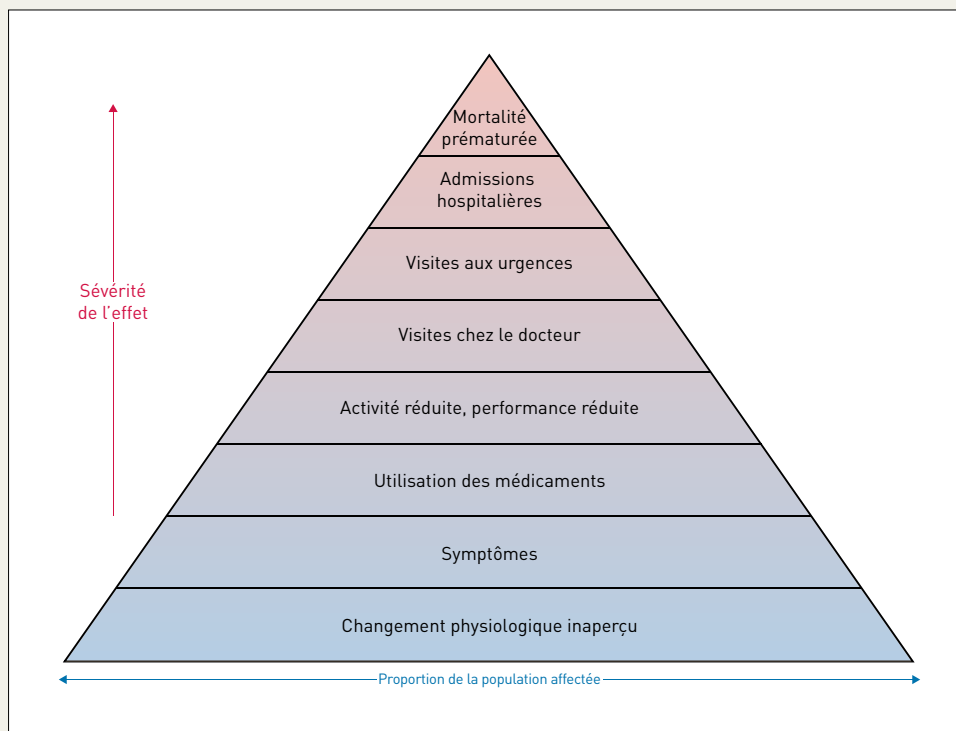 Mortalité
prématurée
Admissions
hospitalières
Visites aux urgences
Sévérité
de l'effet
Visites chez le docteur
Activité réduite, performance réduite
Utilisation des médicaments
Symptômes
Changement physiologique inaperçu
Proportion de la population affectée